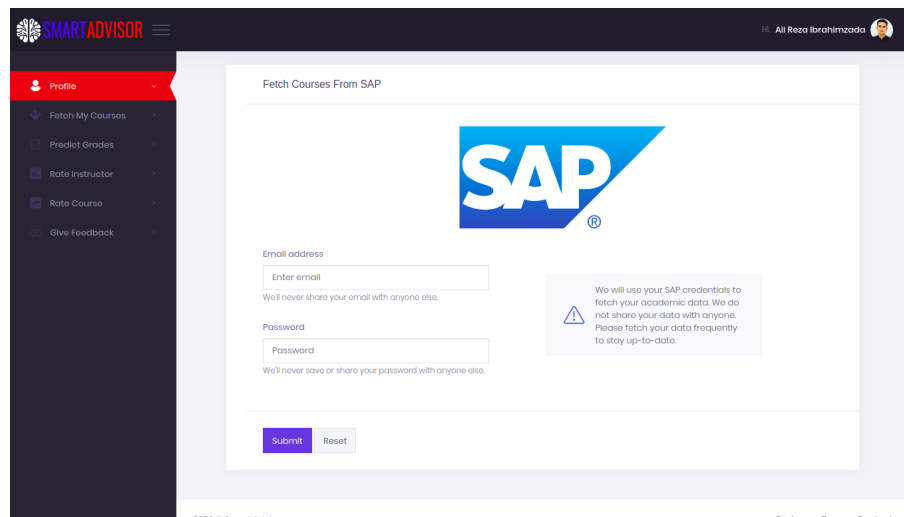 SMARTADVISOR
Hi, Ali Reza Ibrahimzada
Profile
Fetch My Courses
Predict Grades
Rate Instructor
Rate Course
Give Feedback
Fetch Courses From SAP
SAP
®
Email address
Enter email
We'll never share your email with anyone else.
Password
Password
We'll never save or share your password with anyone else.
We will use your SAP credentials to
fetch your academic data. We do
not share your data with anyone.
Please fetch your data frequently
to stay up-to-date.
Submit
Reset